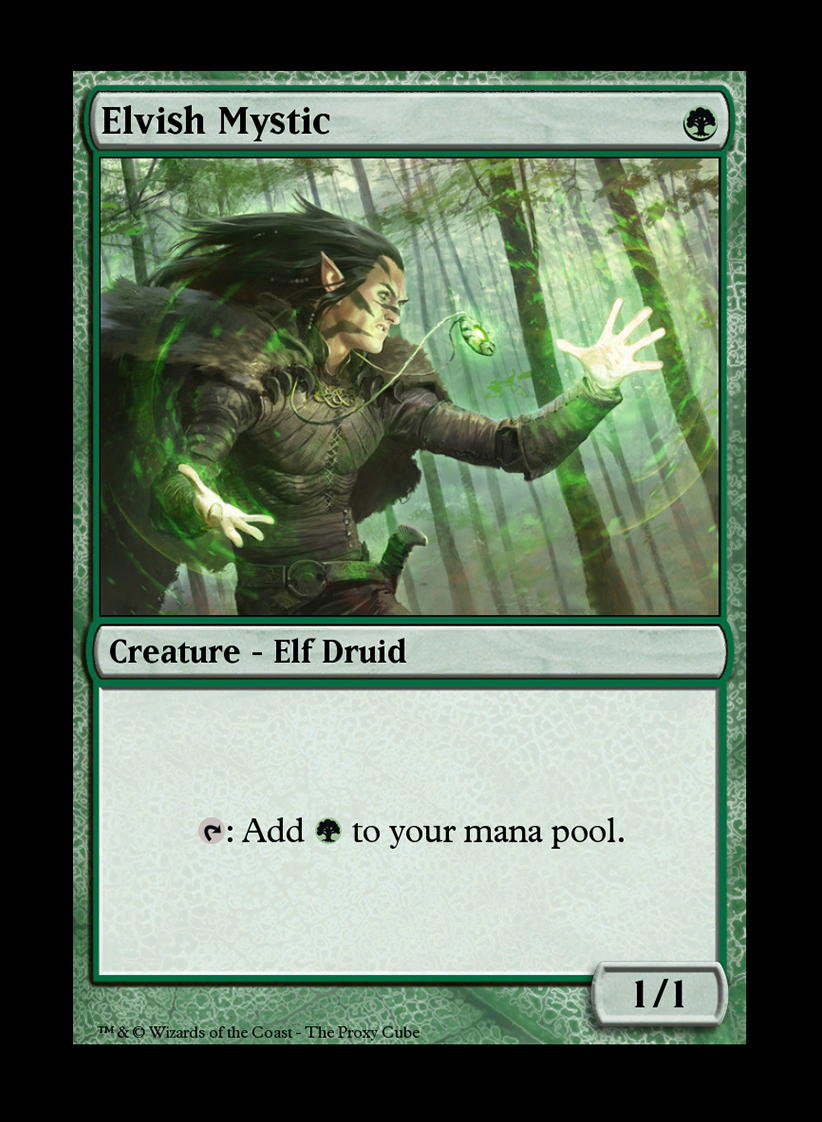 Elvish Mystic
Creature - Elf Druid
: Add to your mana pool.
1/1
™ & © Wizards of the Coast - The Proxy Cube